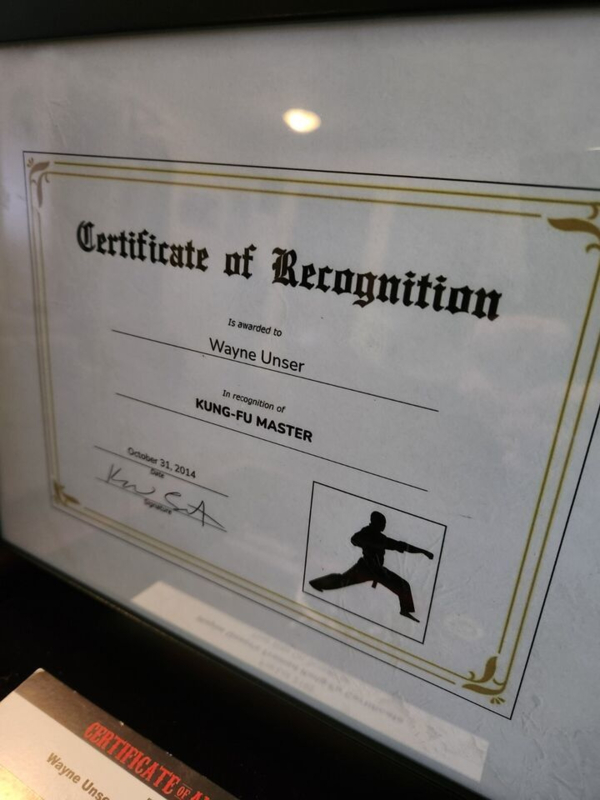 Certificate of Recognition
Is awarded to
Wayne Unser
In recognition of
KUNG-FU MASTER
October 31, 2014
Date
Signature
CERTIFICATE OF
Wayne